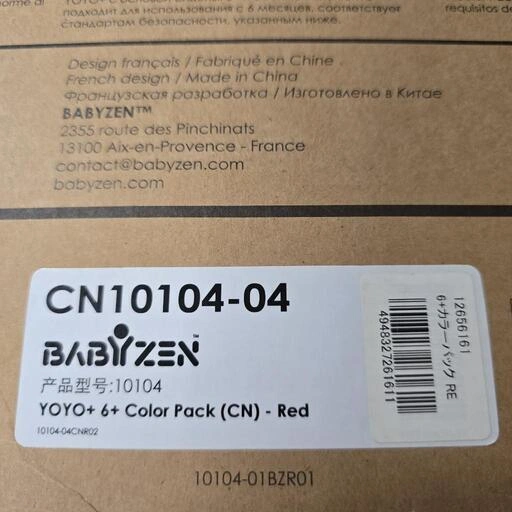 YOYO+
подходит для использования с 6 месяцев, соответствует
requisitos d
стандартам безопасности, указанным ниже.
Design français / Fabriqué en Chine
French design / Made in China
Французская разработка / Изготовлено в Китае
BABYZEN™
2355 route des Pinchinats
13100 Aix-en-Provence - France
contact@babyzen.com
babyzen.com
CN10104-04
BABYZEN™
产品型号:10104
YOYO+ 6+ Color Pack (CN) - Red
10104-04CNR02
12656161
6+カラーパック RE
4948327261611
10104-01BZR01